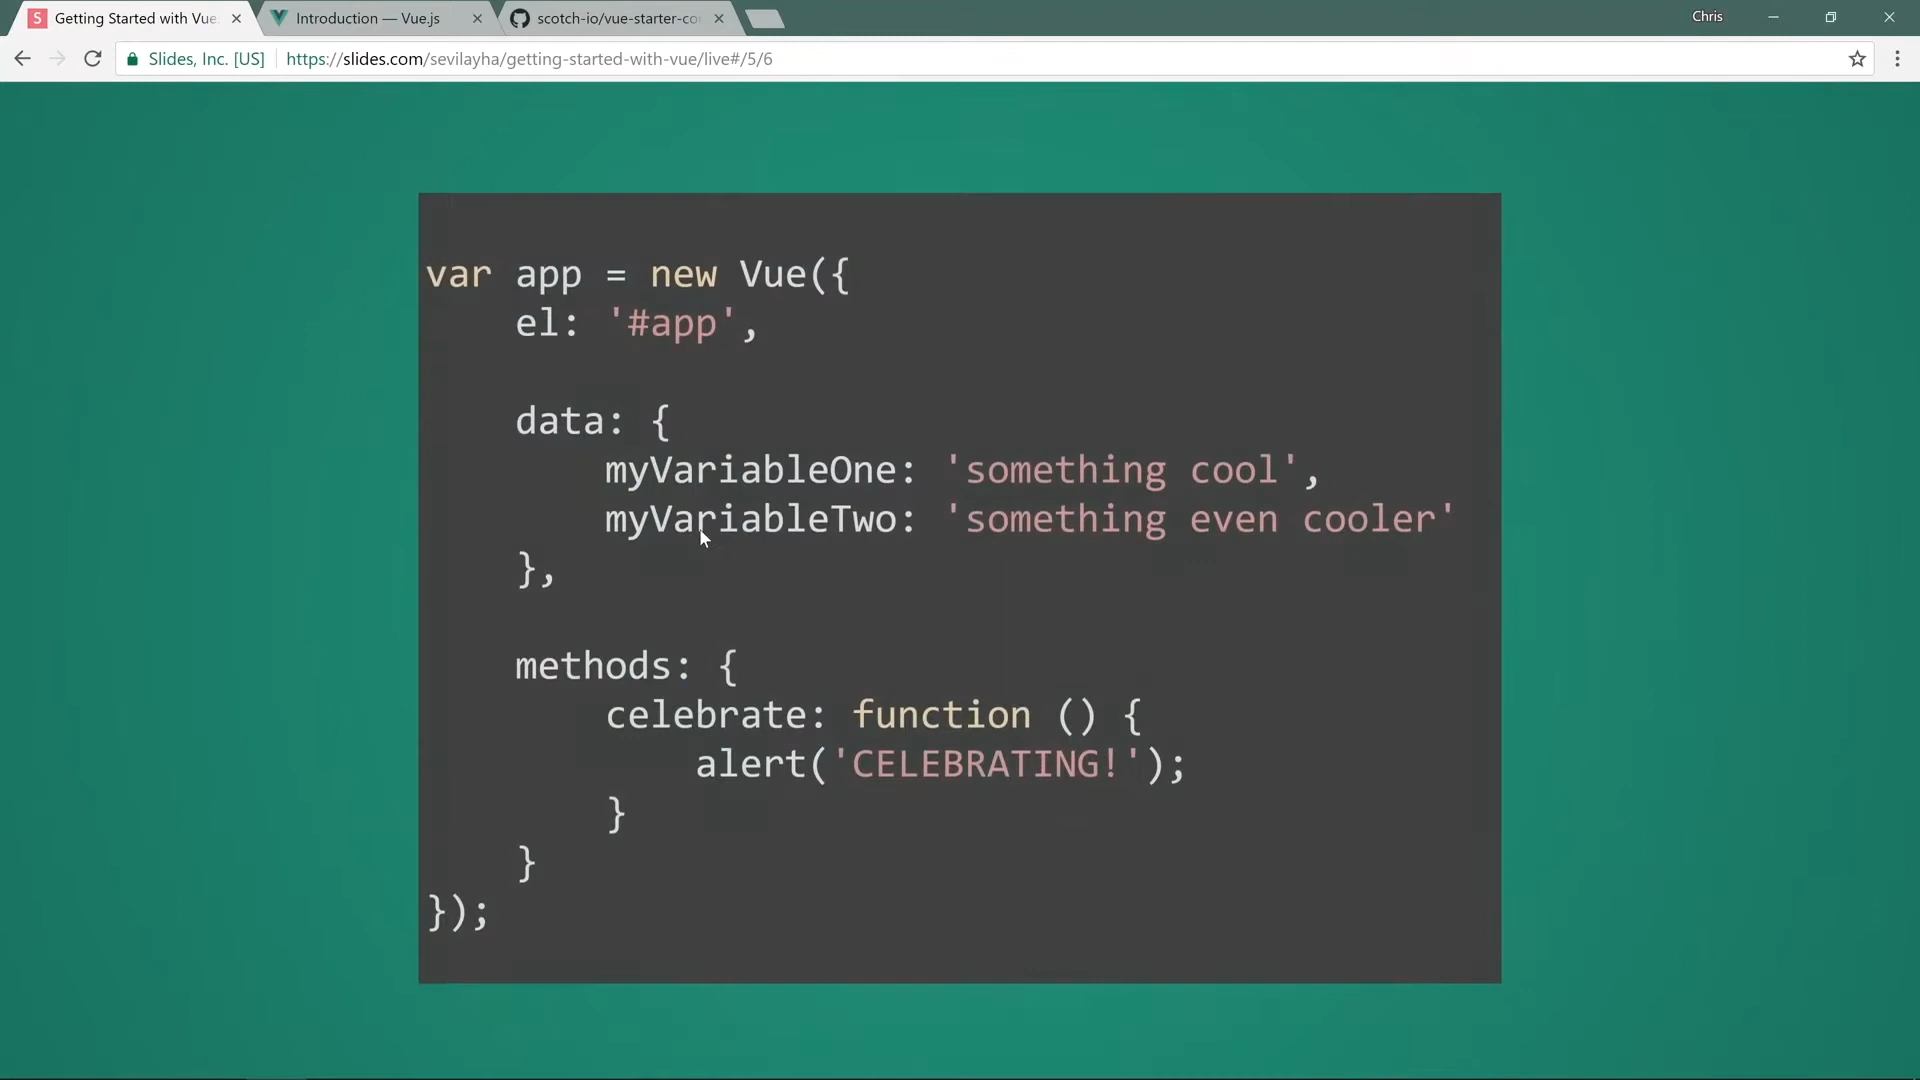 Getting Started with Vue
Introduction — Vue.js
scotch-io/vue-starter-co
Chris
Slides, Inc. [US]
https://slides.com/sevilayha/getting-started-with-vue/live#/5/6
var app = new Vue({
el: '#app',
data: {
myVariableOne: 'something cool',
myVariableTwo: 'something even cooler'
},
methods: {
celebrate: function () {
alert('CELEBRATING!');
}
}
});